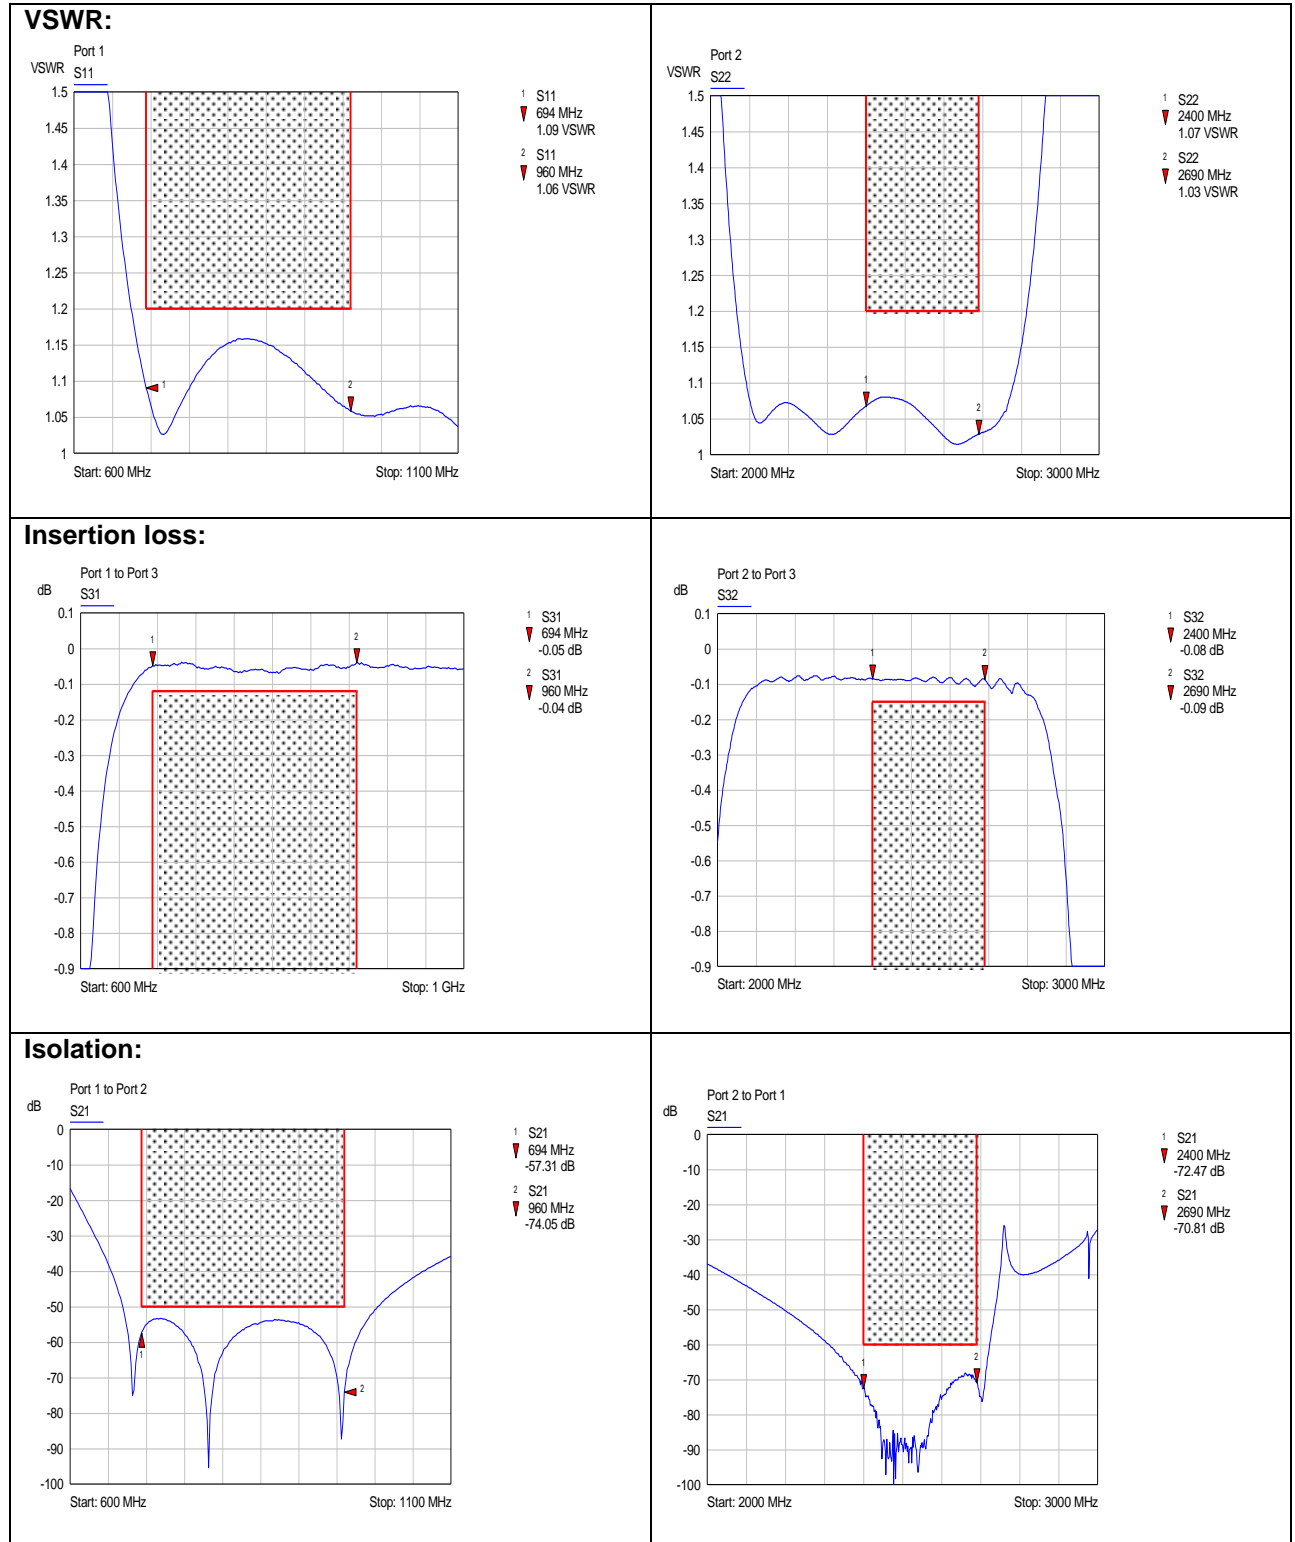 VSWR:
Port 1
VSWR
S11
1.5
1.45
1.4
1.35
1.3
1.25
1.2
1.15
1.1
1.05
1
1
2
Start: 600 MHz
Stop: 1100 MHz
1 S11
694 MHz
1.09 VSWR
2 S11
960 MHz
1.06 VSWR
Port 2
VSWR
S22
1.5
1.45
1.4
1.35
1.3
1.25
1.2
1.15
1.1
1.05
1
1
2
Start: 2000 MHz
Stop: 3000 MHz
1 S22
2400 MHz
1.07 VSWR
2 S22
2690 MHz
1.03 VSWR
Insertion loss:
Port 1 to Port 3
dB
S31
0.1
0
-0.1
-0.2
-0.3
-0.4
-0.5
-0.6
-0.7
-0.8
-0.9
1
2
Start: 600 MHz
Stop: 1 GHz
1 S31
694 MHz
-0.05 dB
2 S31
960 MHz
-0.04 dB
Port 2 to Port 3
dB
S32
0.1
0
-0.1
-0.2
-0.3
-0.4
-0.5
-0.6
-0.7
-0.8
-0.9
1
2
Start: 2000 MHz
Stop: 3000 MHz
1 S32
2400 MHz
-0.08 dB
2 S32
2690 MHz
-0.09 dB
Isolation:
Port 1 to Port 2
dB
S21
0
-10
-20
-30
-40
-50
-60
-70
-80
-90
-100
1
2
Start: 600 MHz
Stop: 1100 MHz
1 S21
694 MHz
-57.31 dB
2 S21
960 MHz
-74.05 dB
Port 2 to Port 1
dB
S21
0
-10
-20
-30
-40
-50
-60
-70
-80
-90
-100
1
2
Start: 2000 MHz
Stop: 3000 MHz
1 S21
2400 MHz
-72.47 dB
2 S21
2690 MHz
-70.81 dB